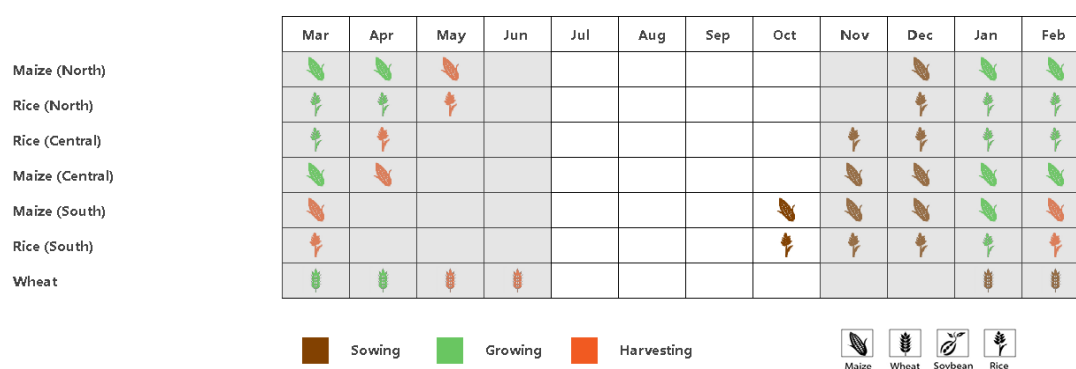 Mar Apr May Jun Jul Aug Sep Oct Nov Dec Jan Feb
Maize (North)
Rice (North)
Rice (Central)
Maize (Central)
Maize (South)
Rice (South)
Wheat
Sowing Growing Harvesting
Maize Wheat Soybean Rice